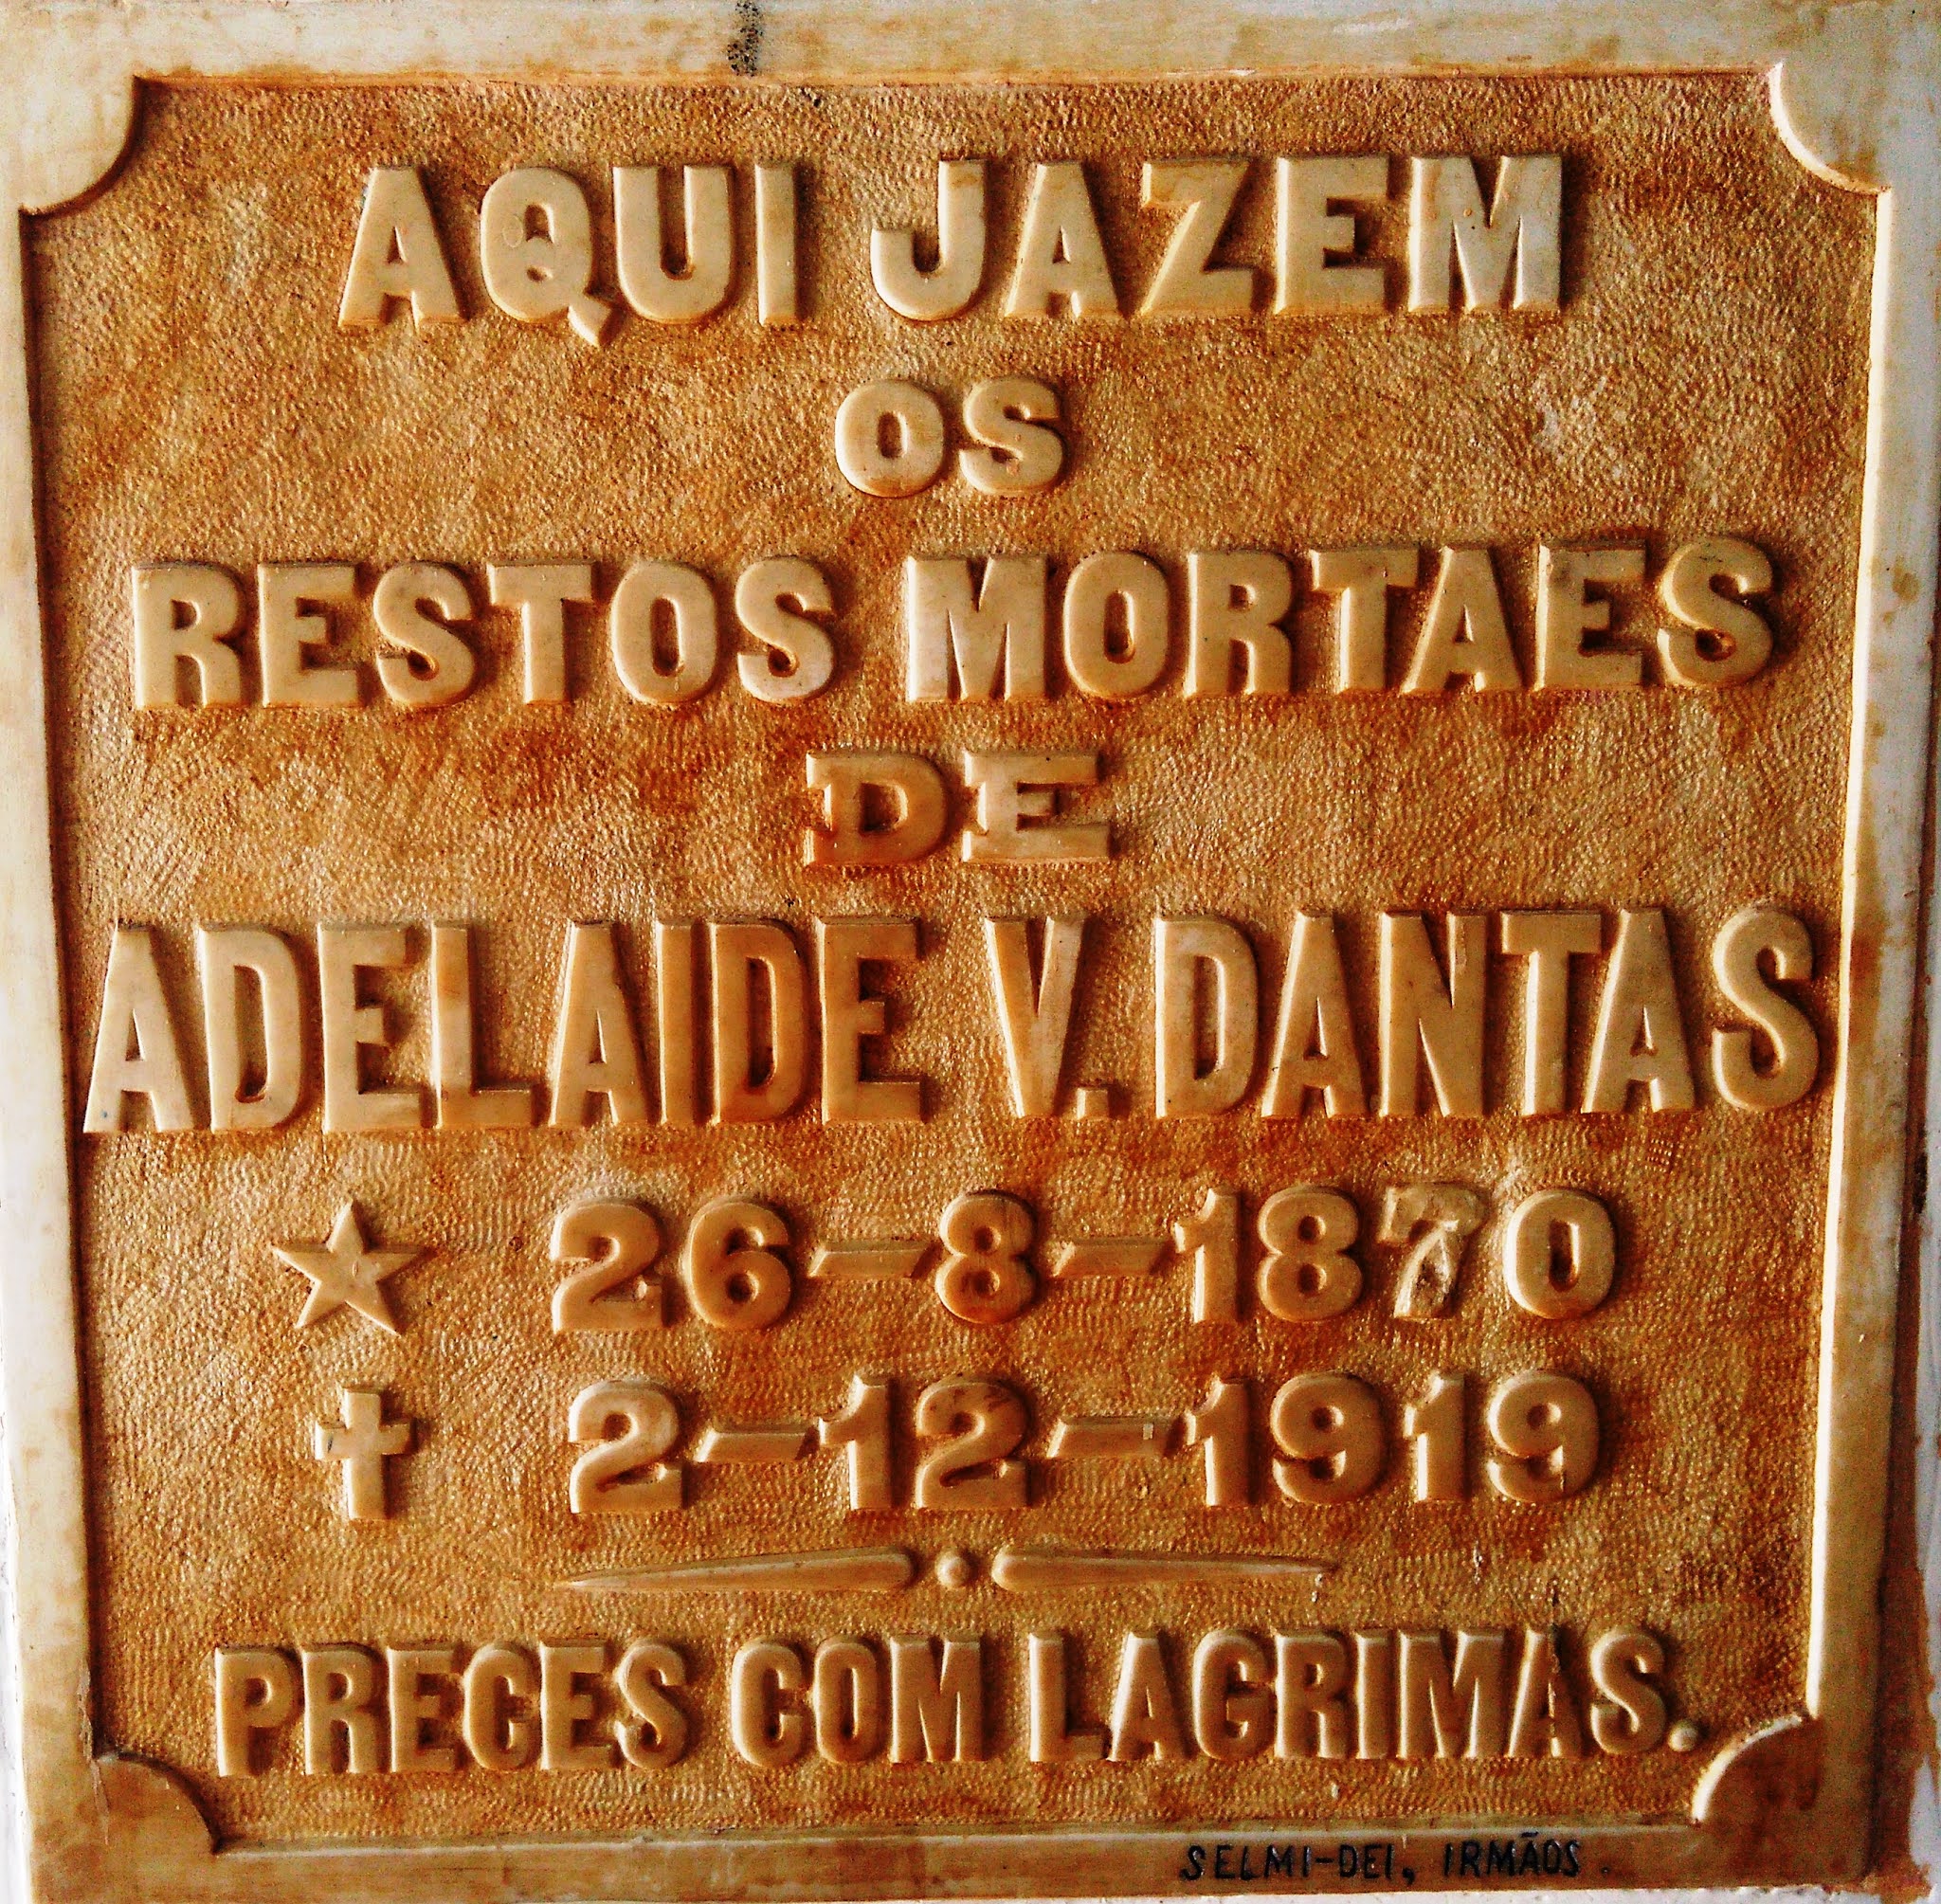 AQUI JAZEM
OS
RESTOS MORTAES
DE
ADELAIDE V. DANTAS
★ 26-8-1870
✝ 2-12-1919
PRECES COM LAGRIMAS.
SELMI-DEI, IRMÃOS.